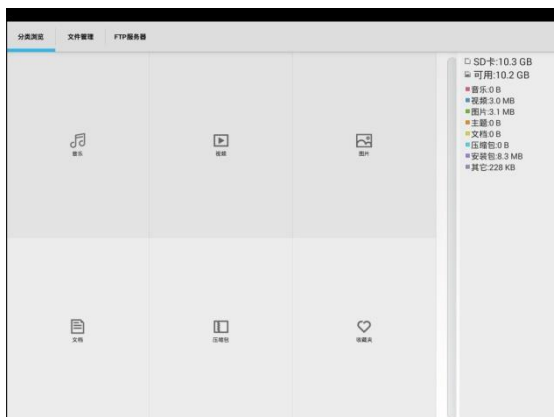 分类浏览 文件管理 FTP服务器
SD卡:10.3 GB
可用:10.2 GB
音乐:0 B
视频:3.0 MB
图片:3.1 MB
主题:0 B
文档:0 B
压缩包:0 B
安装包:8.3 MB
其它:228 KB
音乐 视频 图片
文档 压缩包 收藏夹